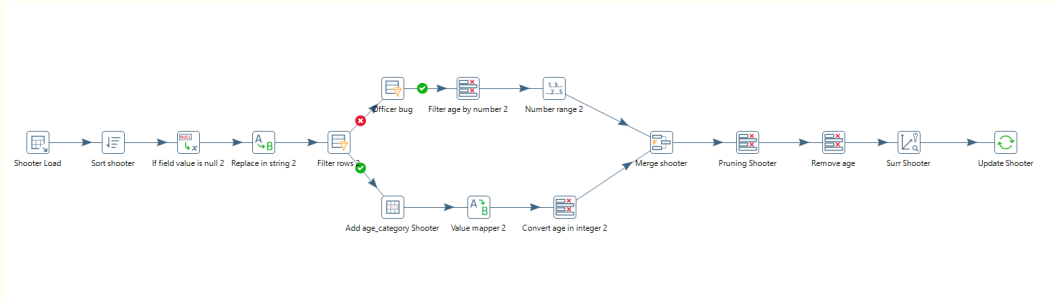 Officer bug
Filter age by number 2
Number range 2
Shooter Load
Sort shooter
If field value is null 2
Replace in string 2
Filter rows 2
Merge shooter
Pruning Shooter
Remove age
Surr Shooter
Update Shooter
Add age_category Shooter
Value mapper 2
Convert age in integer 2